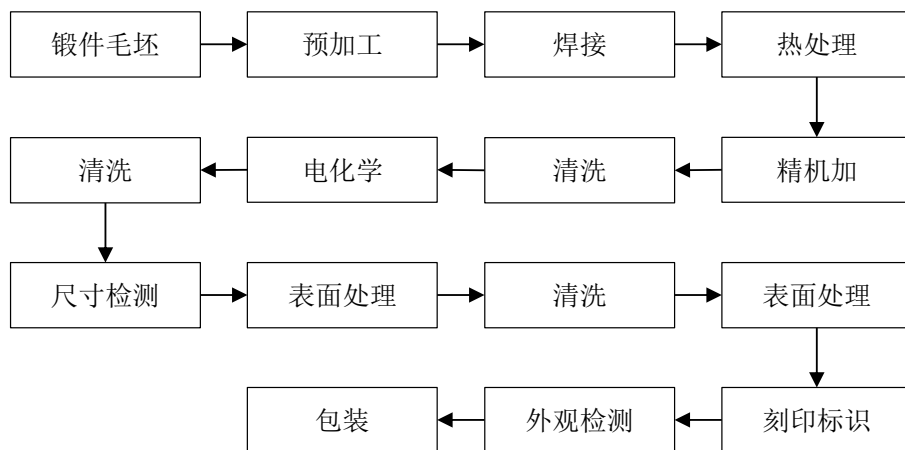 锻件毛坯
预加工
焊接
热处理
精机加
清洗
电化学
清洗
尺寸检测
表面处理
清洗
表面处理
刻印标识
外观检测
包装